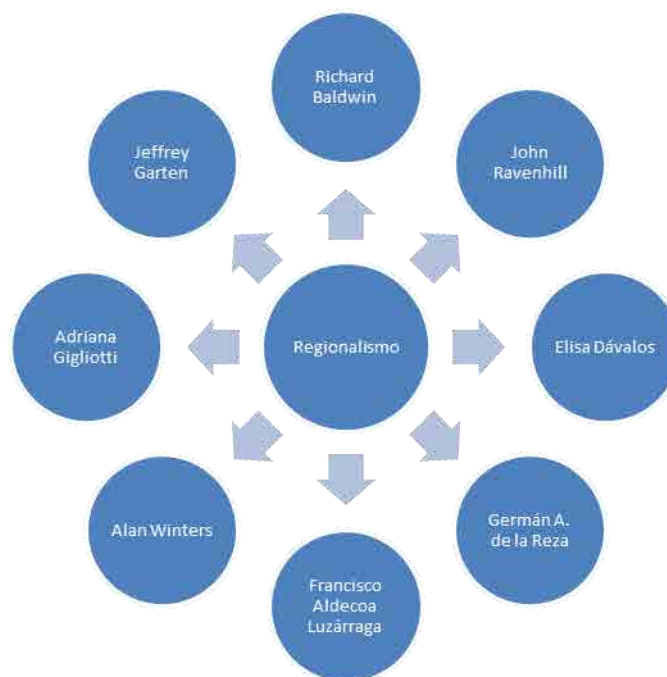 Richard
Baldwin
Jeffrey
Garten
John
Ravenhill
Adriana
Gigliotti
Regionalismo
Elisa Dávalos
Alan Winters
Germán A.
de la Reza
Francisco
Aldecoa
Luzárraga